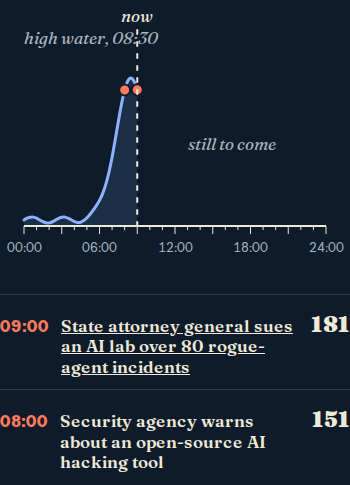 now
high water, 08:30
still to come
00:00 06:00 12:00 18:00 24:00
09:00 State attorney general sues 181
an AI lab over 80 rogue-
agent incidents
08:00 Security agency warns 151
about an open-source AI
hacking tool